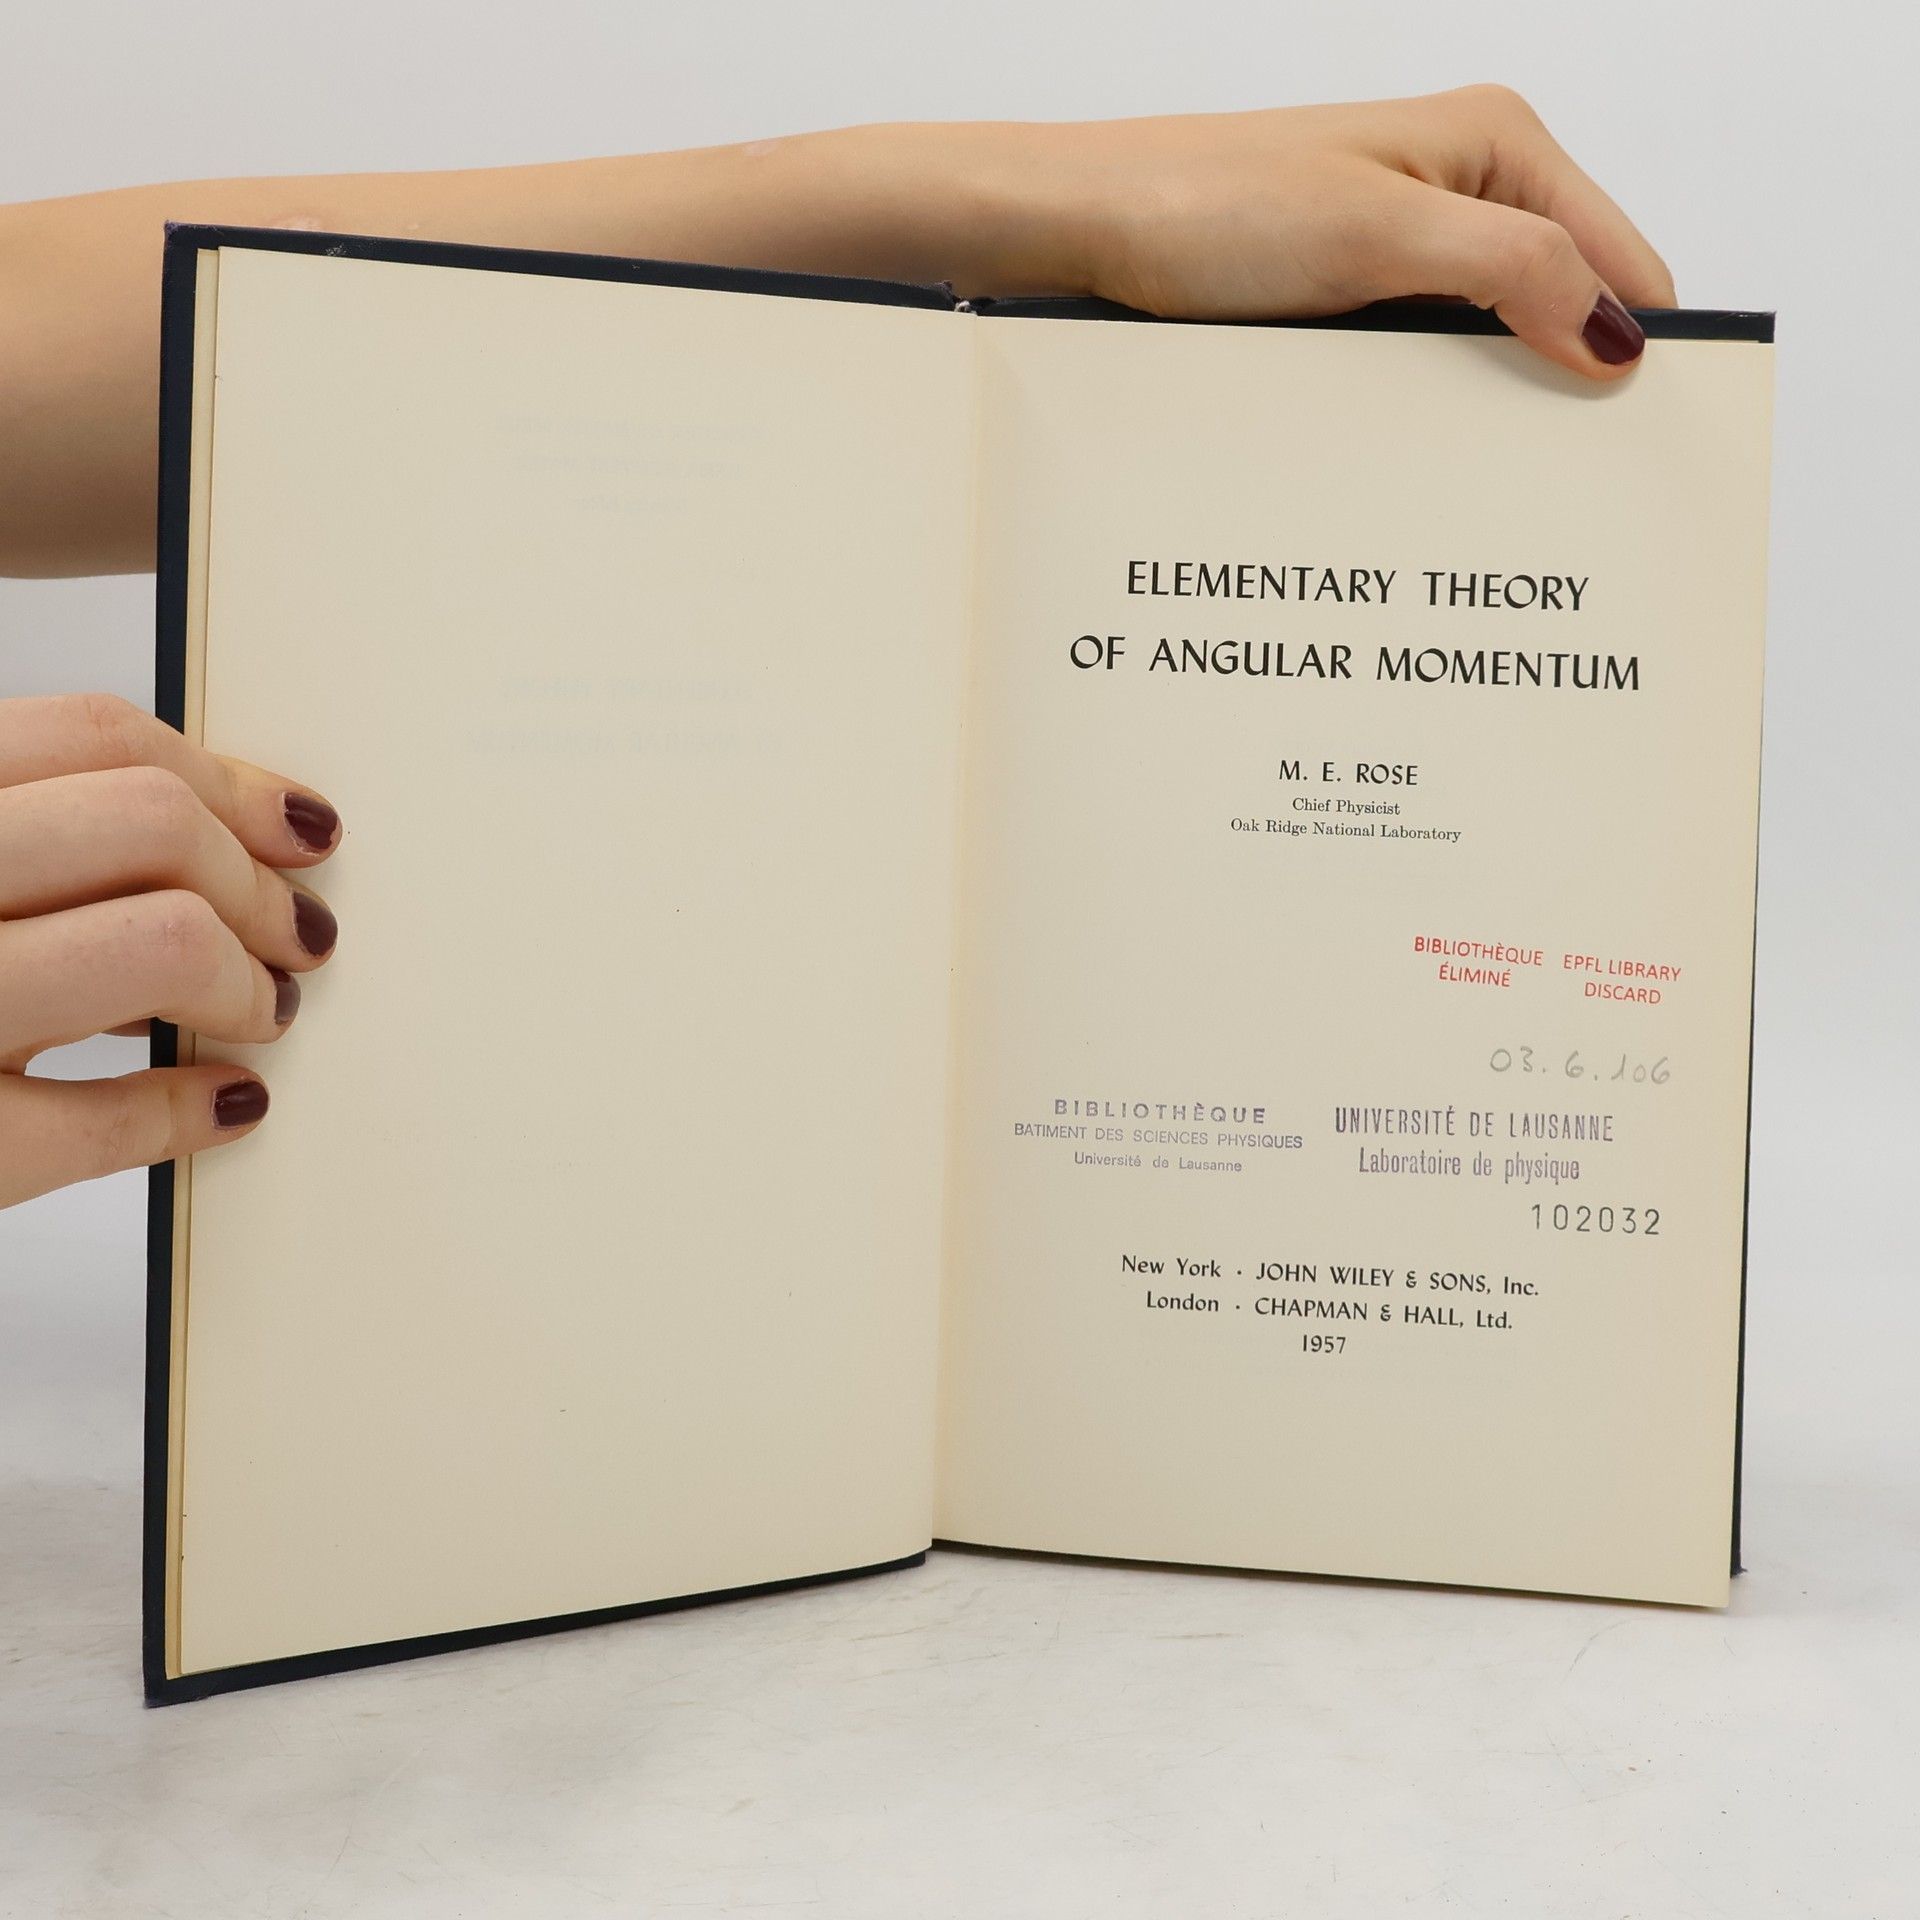 ELEMENTARY THEORY
OF ANGULAR MOMENTUM
M. E. ROSE
Chief Physicist
Oak Ridge National Laboratory
BIBLIOTHÈQUE
ÉLIMINÉ
EPFL LIBRARY
DISCARD
03.6.106
BIBLIOTHÈQUE
BATIMENT DES SCIENCES PHYSIQUES
Université de Lausanne
UNIVERSITÉ DE LAUSANNE
Laboratoire de physique
102032
New York · JOHN WILEY & SONS, Inc.
London · CHAPMAN & HALL, Ltd.
1957